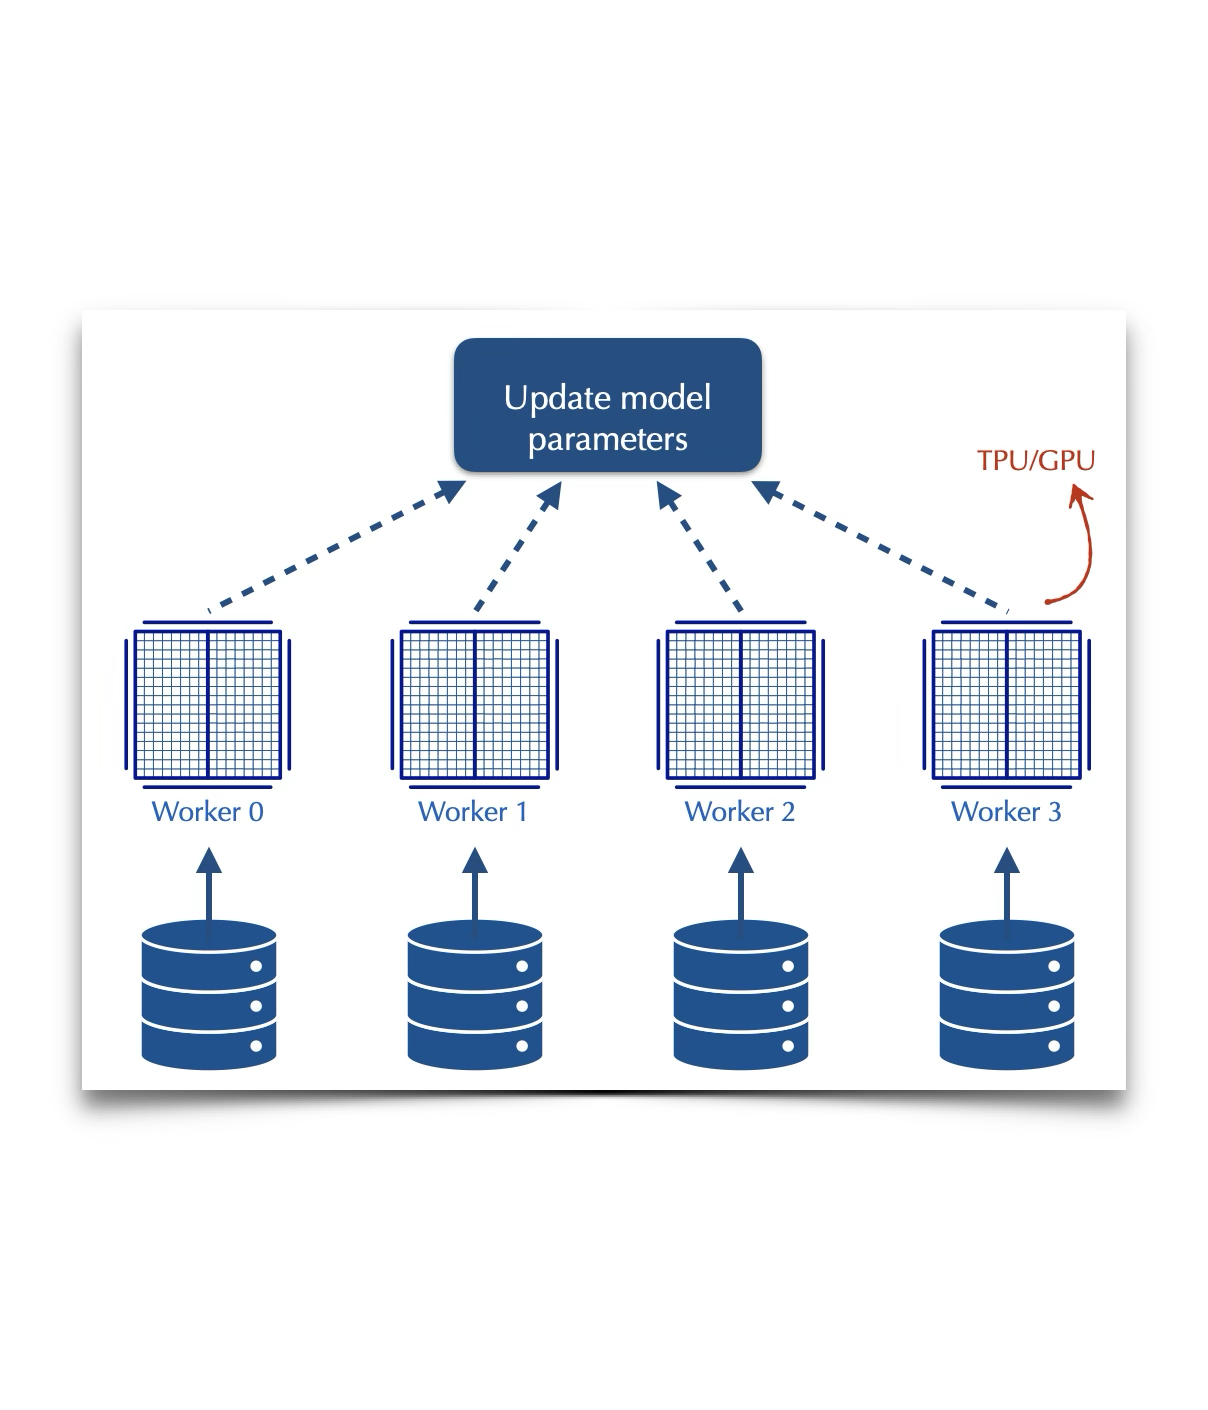 Update model
parameters
TPU/GPU
Worker 0
Worker 1
Worker 2
Worker 3